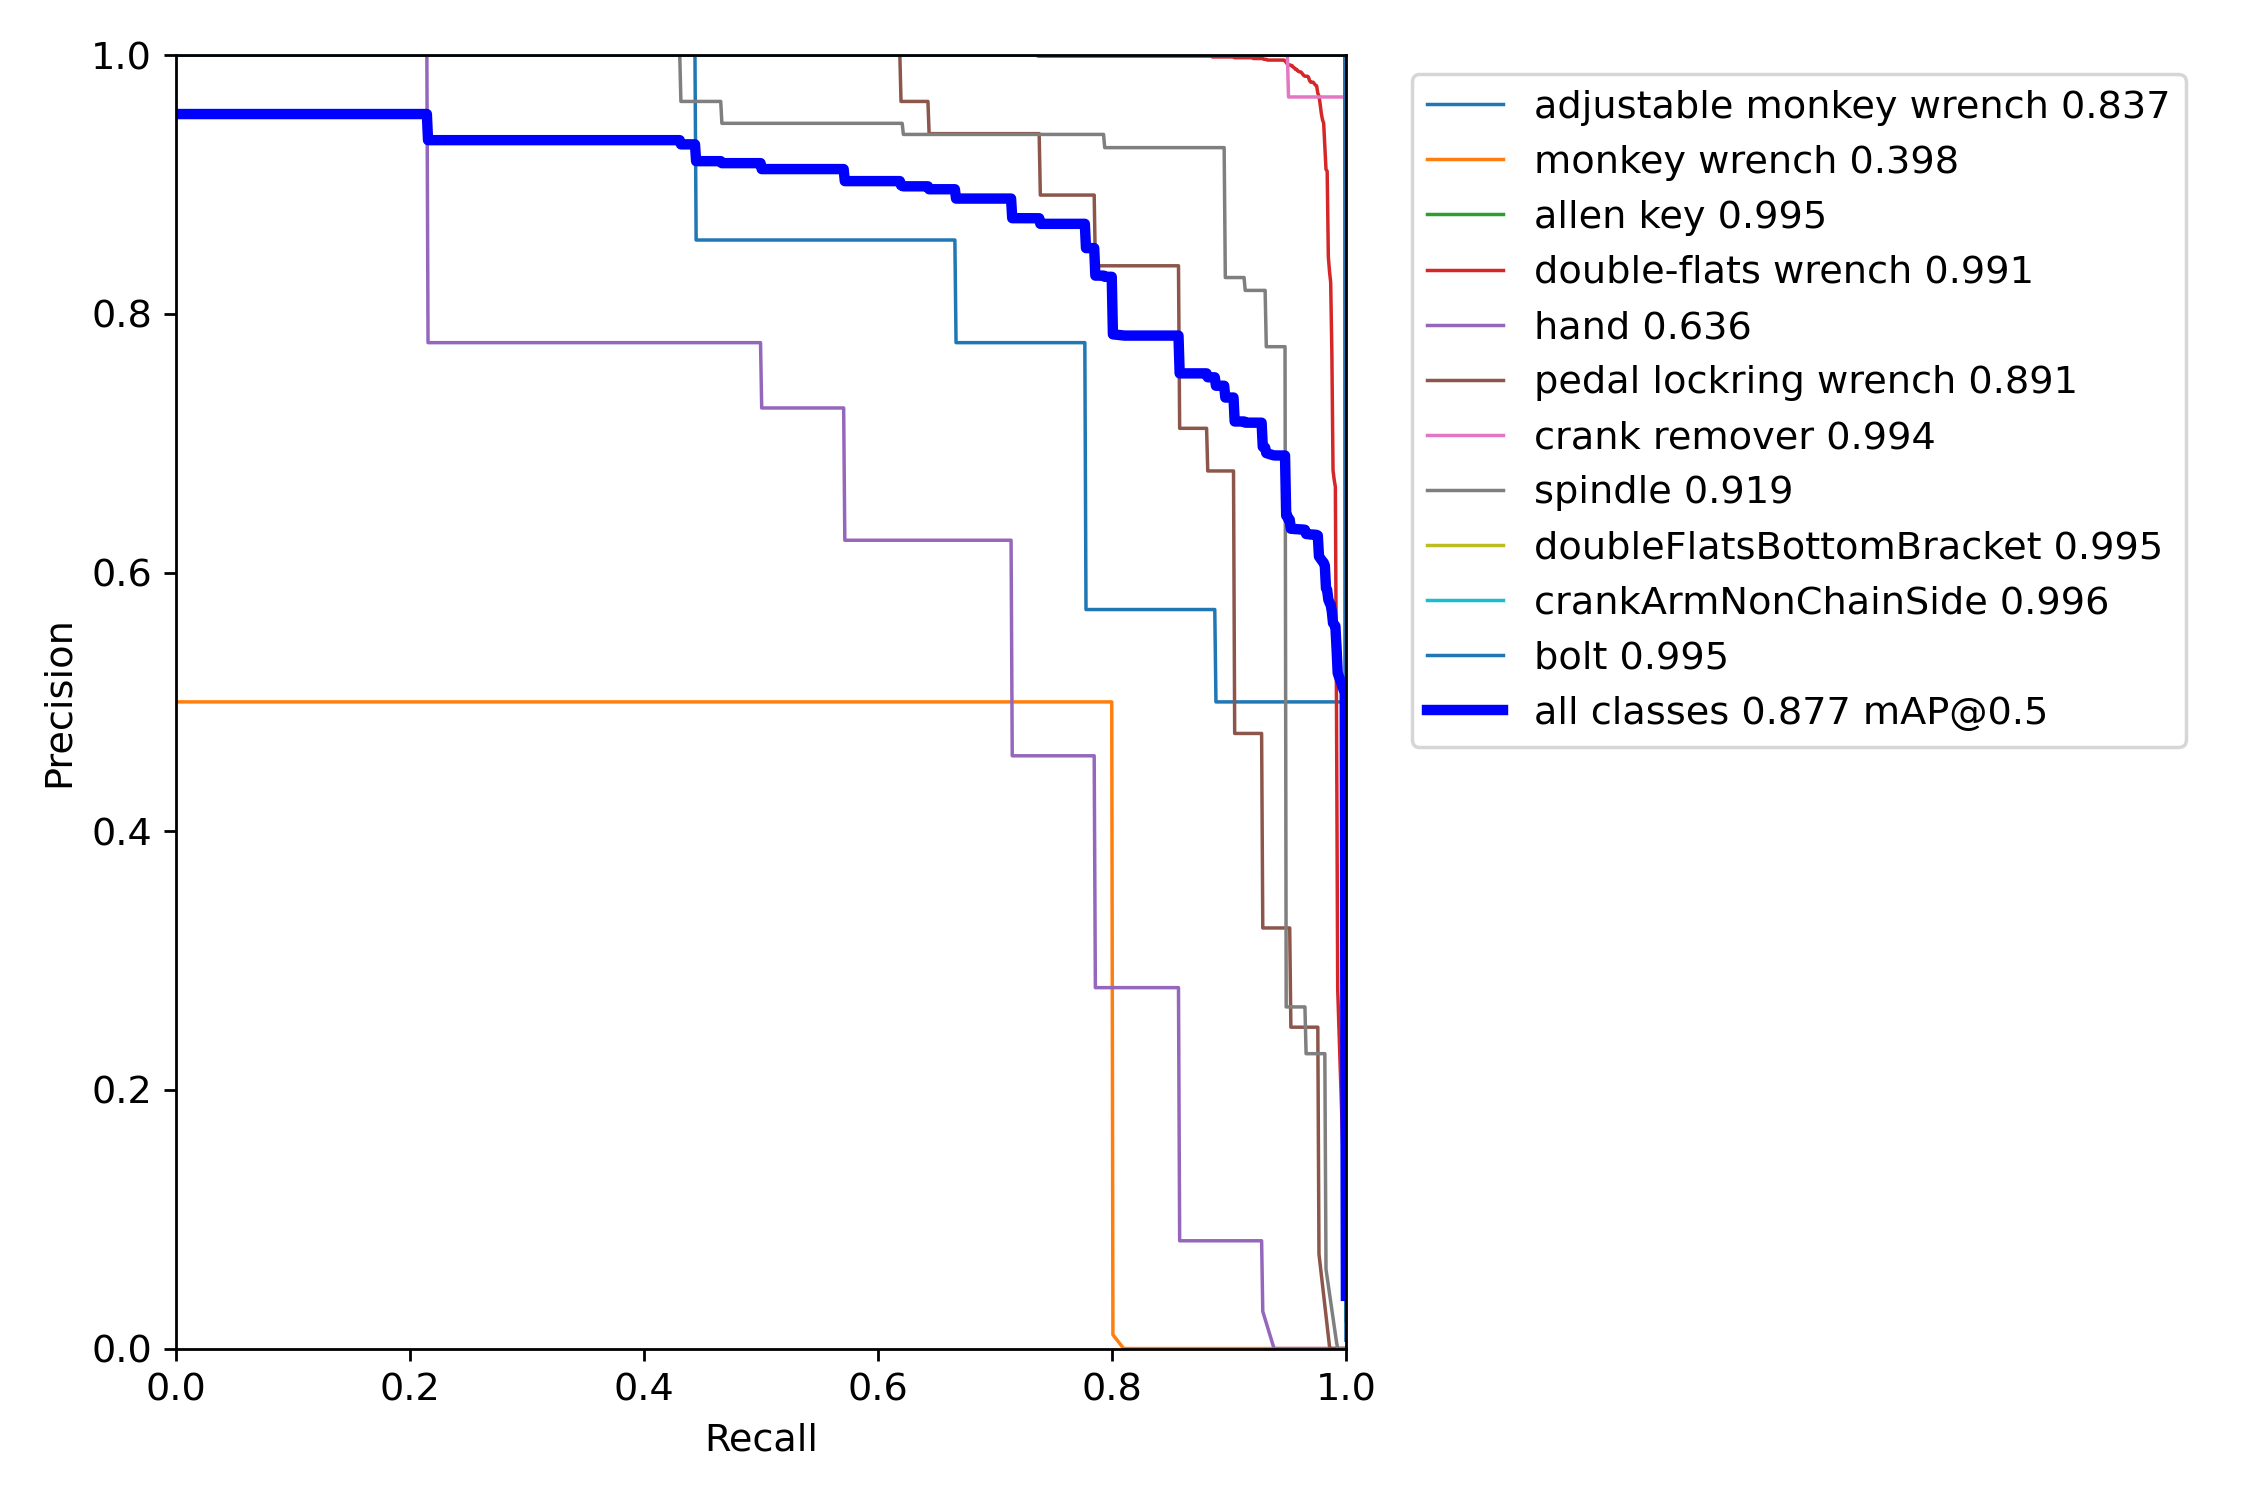 1.0
0.8
0.6
0.4
0.2
0.0
Precision
0.0 0.2 0.4 0.6 0.8 1.0
Recall
adjustable monkey wrench 0.837
monkey wrench 0.398
allen key 0.995
double-flats wrench 0.991
hand 0.636
pedal lockring wrench 0.891
crank remover 0.994
spindle 0.919
doubleFlatsBottomBracket 0.995
crankArmNonChainSide 0.996
bolt 0.995
all classes 0.877 mAP@0.5